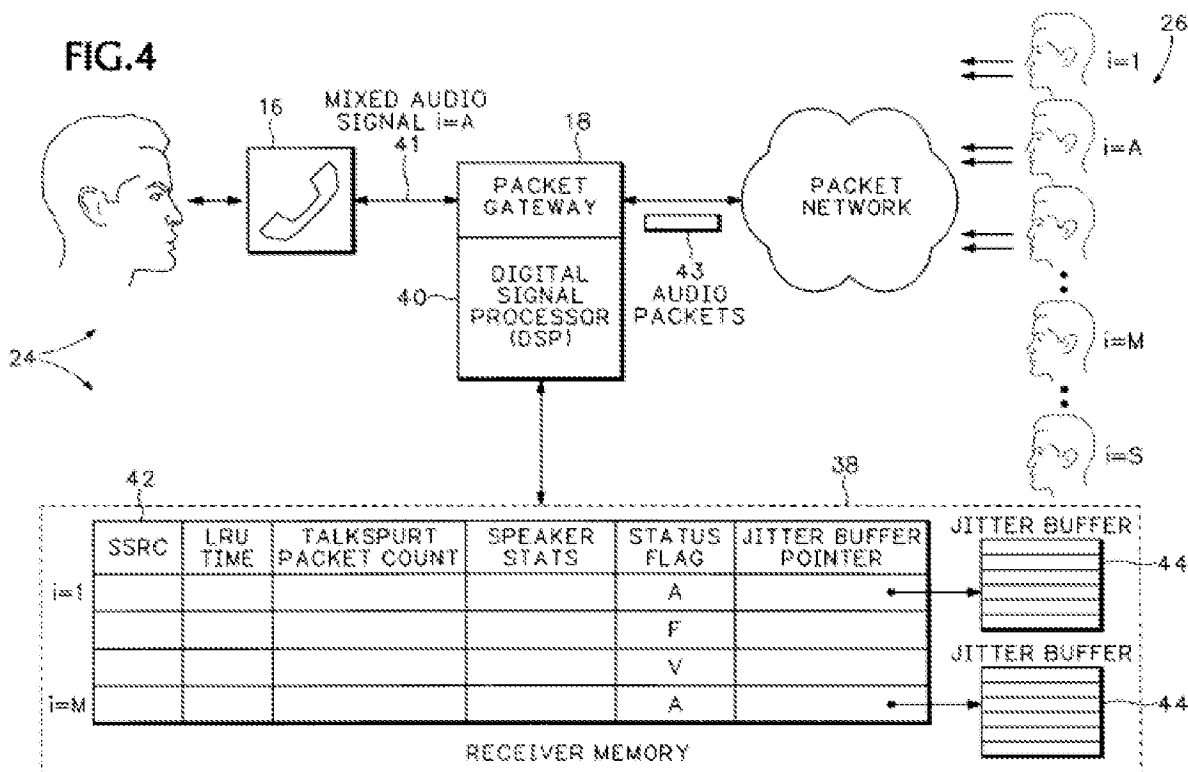 FIG.4
26
i=1
MIXED AUDIO
SIGNAL i=A
16
41
18
i=A
PACKET
GATEWAY
PACKET
NETWORK
43
AUDIO
PACKETS
40
DIGITAL
SIGNAL
PROCESSOR
(DSP)
24
i=M
i=S
42
38
SSRC
LRU
TIME
TALKSPURT
PACKET COUNT
SPEAKER
STATS
STATUS
FLAG
JITTER BUFFER
POINTER
JITTER BUFFER
44
i=1
A
F
V
JITTER BUFFER
i=M
A
44
RECEIVER MEMORY